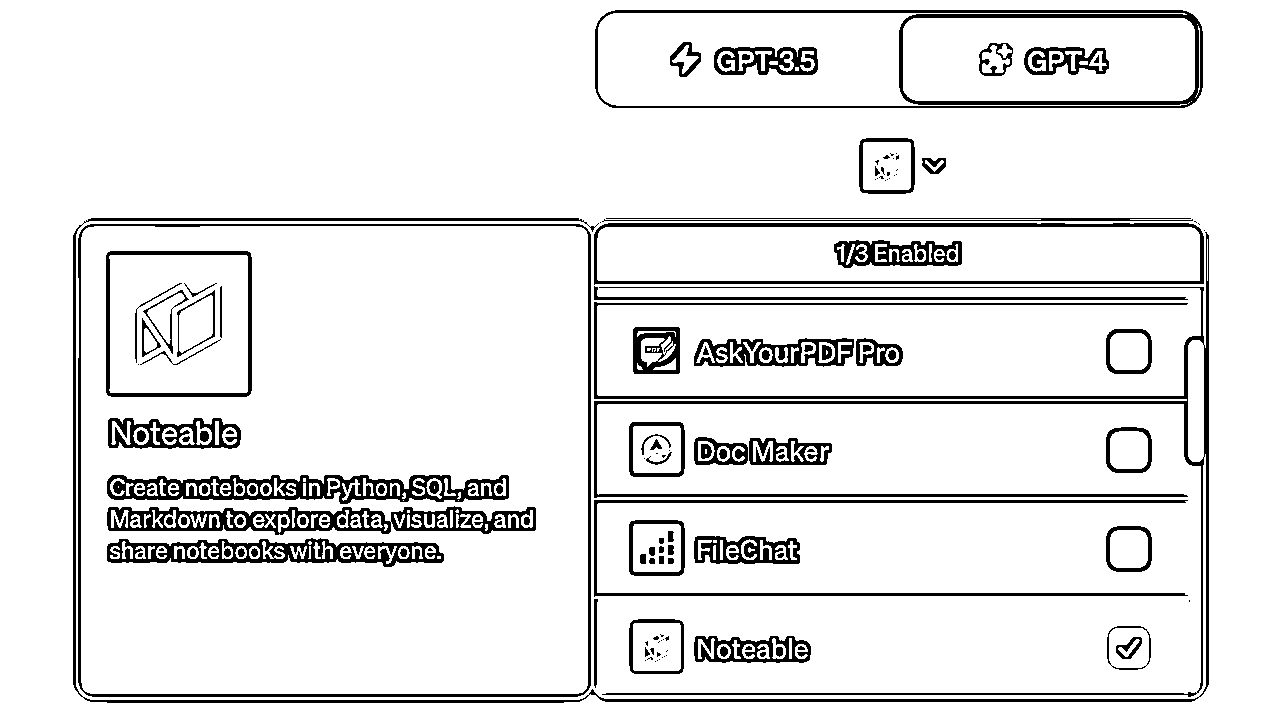 GPT-3.5
GPT-4
1/3 Enabled
AskYourPDF Pro
Doc Maker
FileChat
Noteable
Noteable
Create notebooks in Python, SQL, and
Markdown to explore data, visualize, and
share notebooks with everyone.